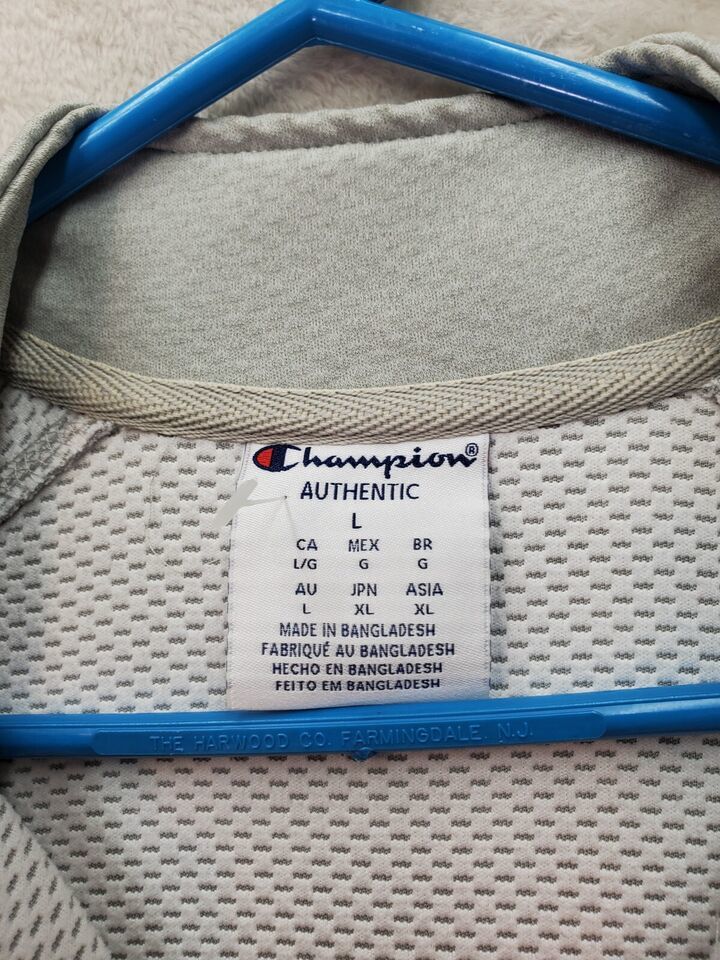 Champion®
AUTHENTIC
L
CA MEX BR
L/G G G
AU JPN ASIA
L XL XL
MADE IN BANGLADESH
FABRIQUÉ AU BANGLADESH
HECHO EN BANGLADESH
FEITO EM BANGLADESH
THE HARWOOD CO. FARMINGDALE, N.J.